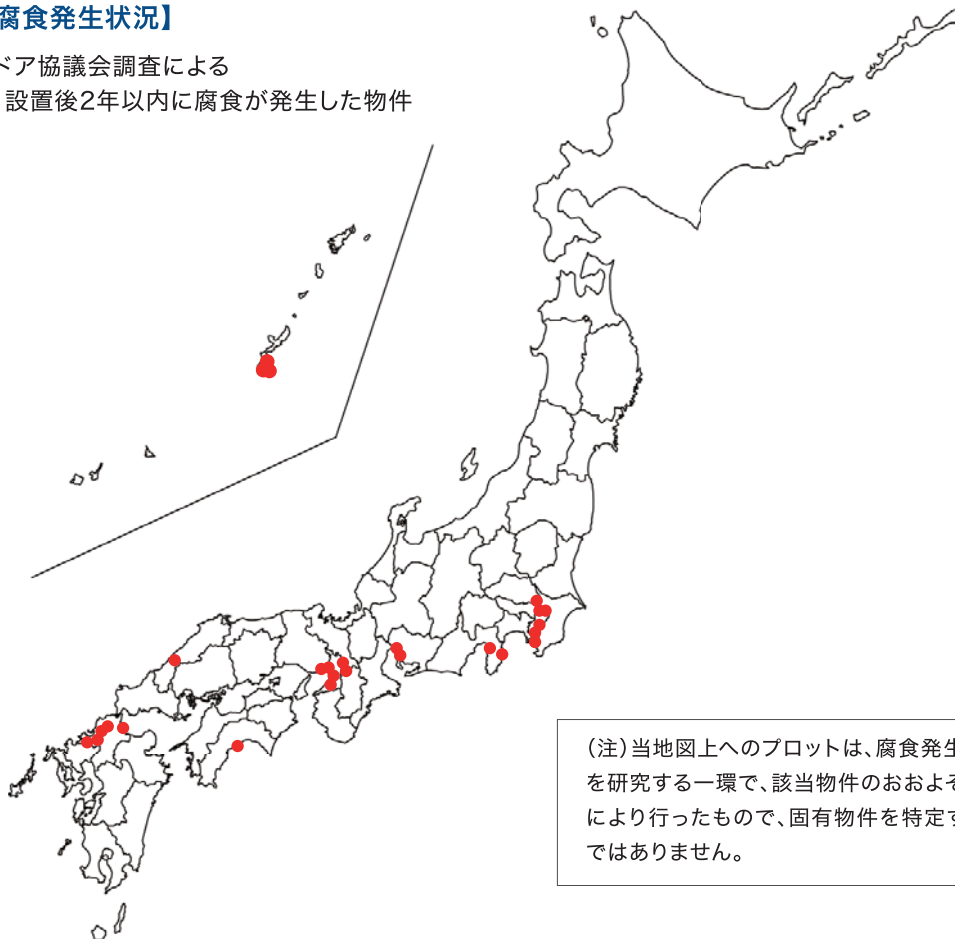 腐食発生状況】
ドア協議会調査による
設置後2年以内に腐食が発生した物件
（注）当地図上へのプロットは、腐食発生
を研究する一環で、該当物件のおおよそ
により行ったもので、固有物件を特定す
ではありません。